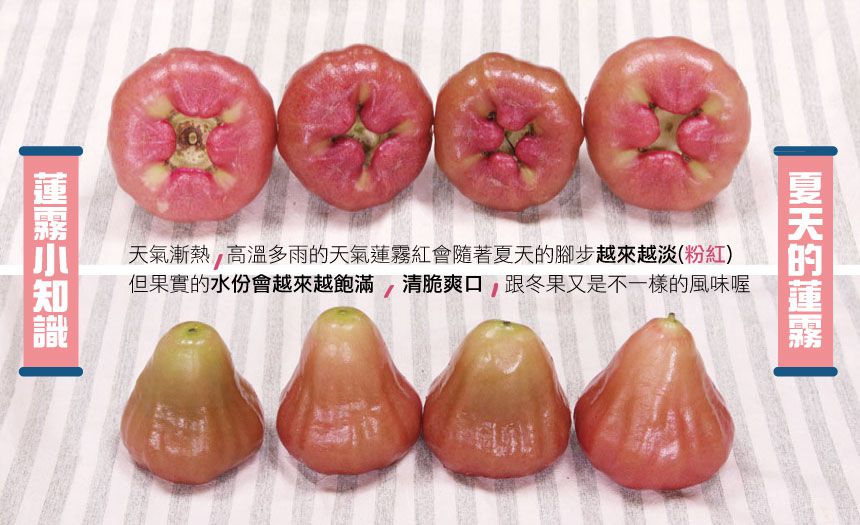 蓮霧小知識
天氣漸熱,高溫多雨的天氣蓮霧紅會隨著夏天的腳步越來越淡(粉紅)
但果實的水份會越來越飽滿,清脆爽口,跟冬果又是不一樣的風味喔
夏天的蓮霧